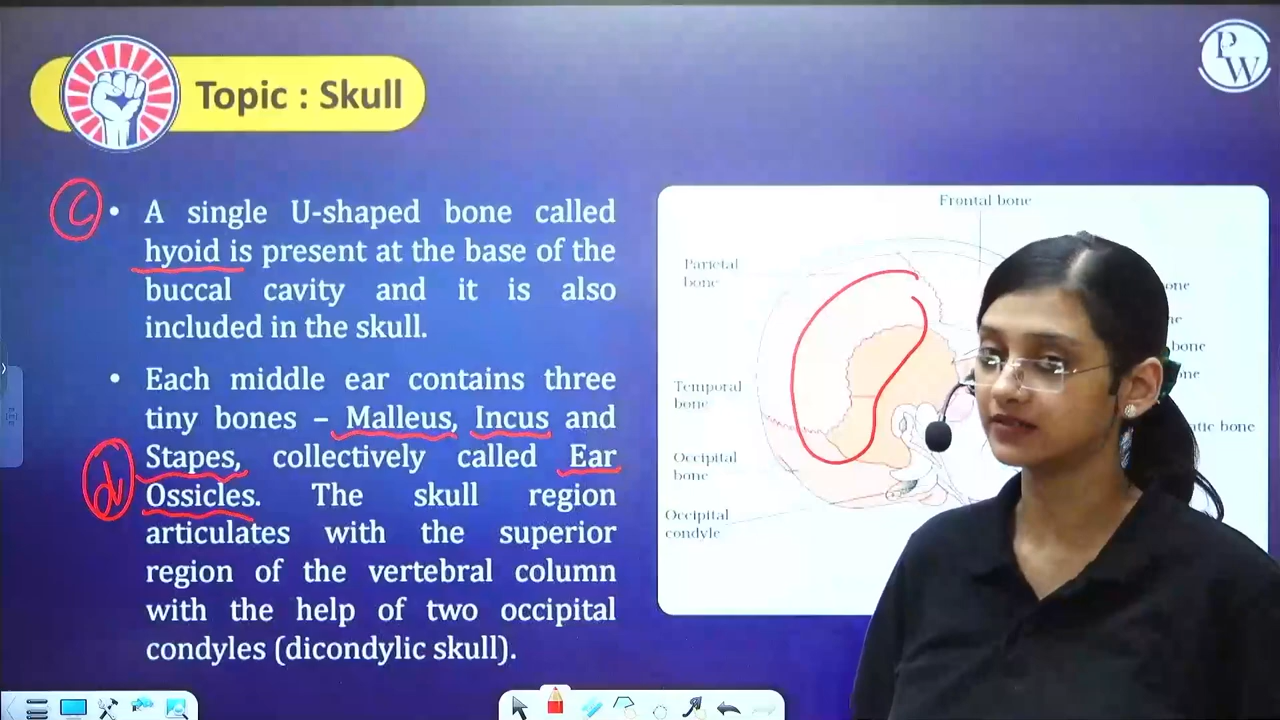 PW
Topic : Skull
C
• A single U-shaped bone called
hyoid is present at the base of the
buccal cavity and it is also
included in the skull.
• Each middle ear contains three
tiny bones – Malleus, Incus and
d
Stapes, collectively called Ear
Ossicles. The skull region
articulates with the superior
region of the vertebral column
with the help of two occipital
condyles (dicondylic skull).
Frontal bone
Parietal
bone
Temporal
bone
Occipital
bone
Occipital
condyle
bone